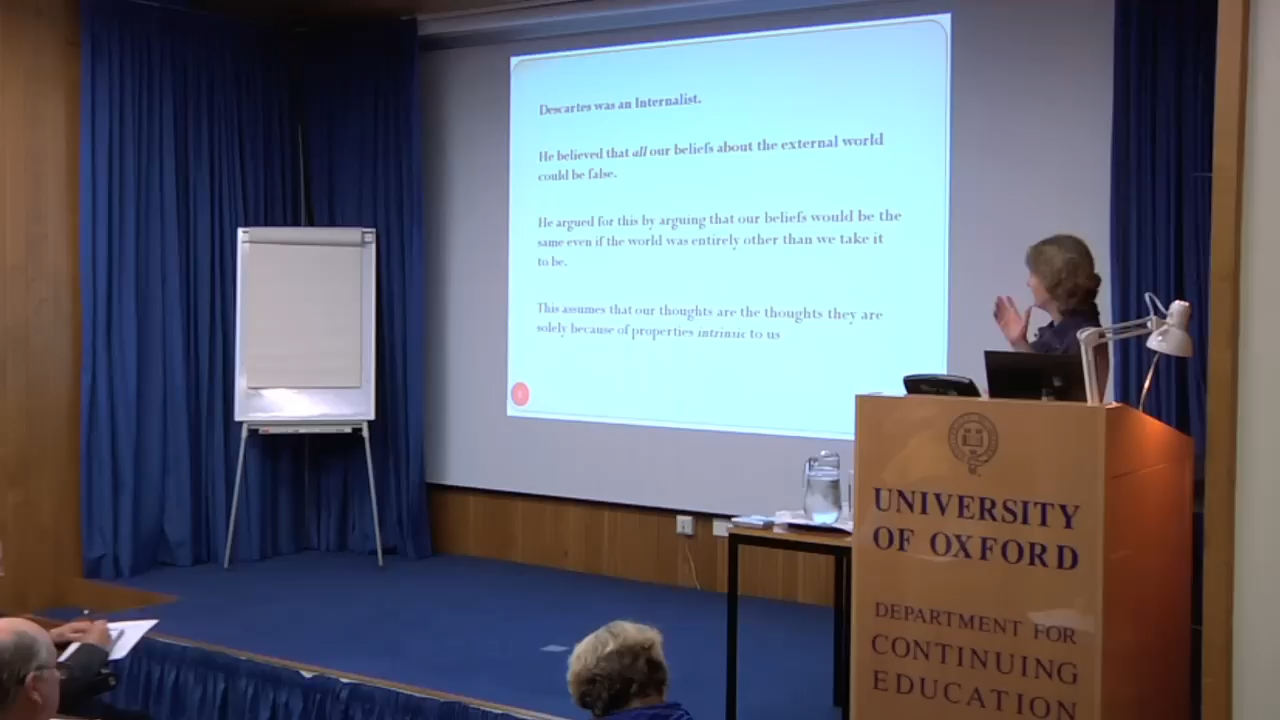 Descartes was an Internalist.
He believed that all our beliefs about the external world
could be false.
He argued for this by arguing that our beliefs would be the
same even if the world was entirely other than we take it
to be.
This assumes that our thoughts are the thoughts they are
solely because of properties intrinsic to us
UNIVERSITY
OF OXFORD
DEPARTMENT FOR
CONTINUING
EDUCATION